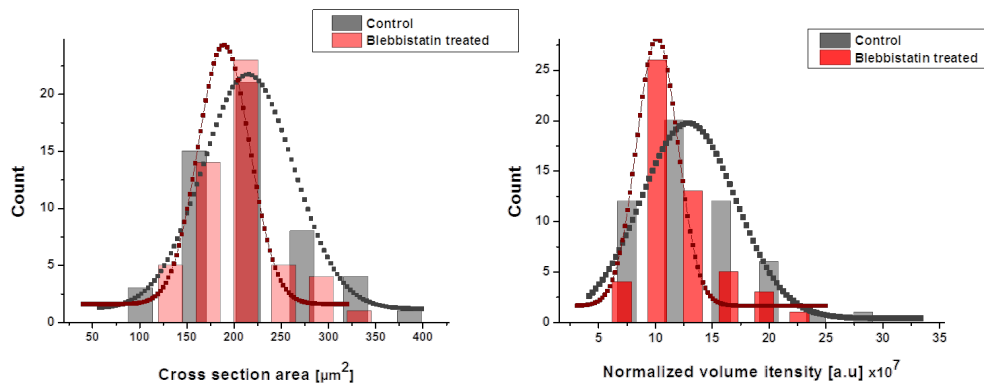 Control
Blebbistatin treated
Count
20
15
10
5
0
50 100 150 200 250 300 350 400
Cross section area [µm2]
Control
Blebbistatin treated
Count
25
20
15
10
5
0
5 10 15 20 25 30 35
Normalized volume itensity [a.u] x107